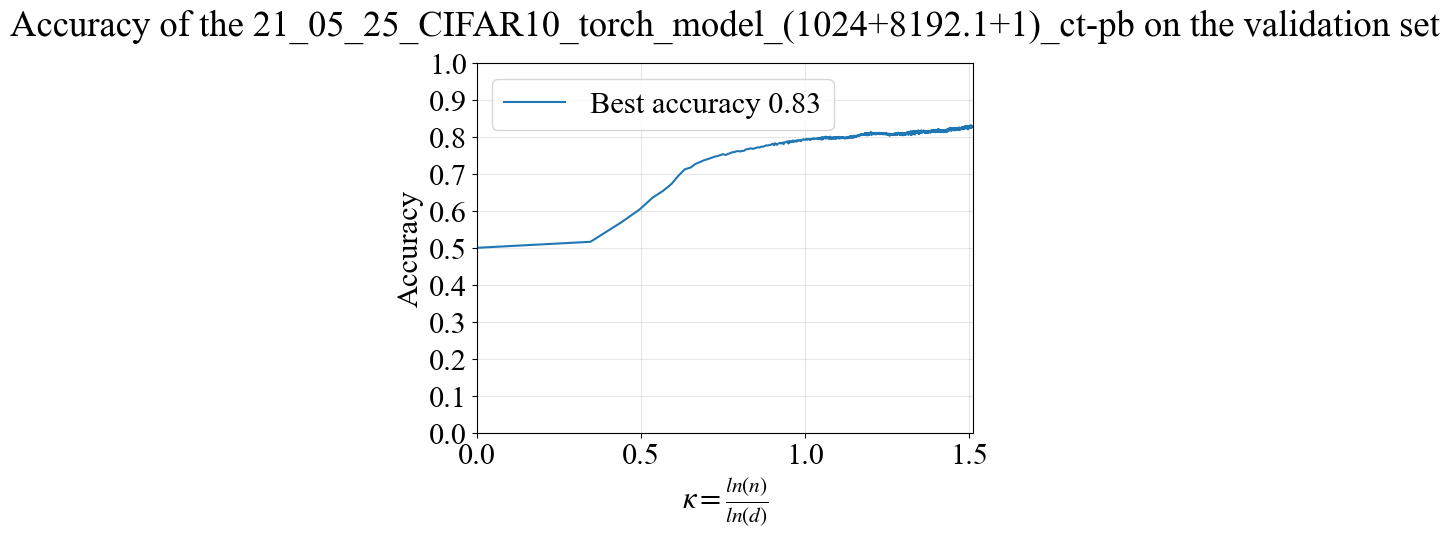 Accuracy of the 21_05_25_CIFAR10_torch_model_(1024+8192.1+1)_ct-pb on the validation set
1.0
Best accuracy 0.83
0.9
0.8
0.7
0.6
0.5
0.4
0.3
0.2
0.1
0.0
Accuracy
0.0 0.5 1.0 1.5
κ = ln(n) / ln(d)